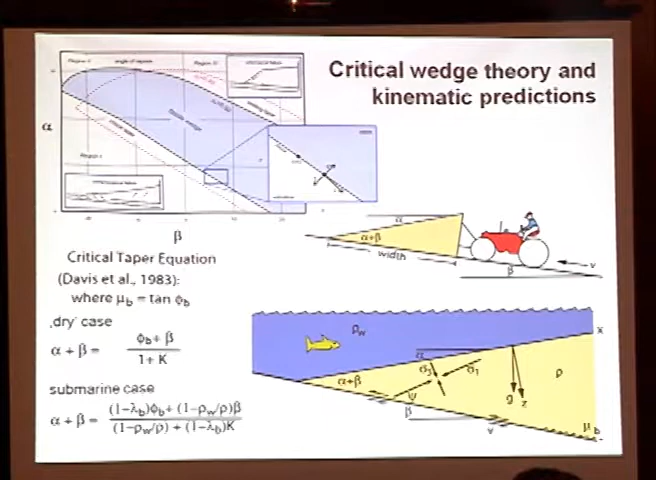 Critical wedge theory and
kinematic predictions
α
β
Critical Taper Equation
(Davis et al., 1983):
where μb = tan ϕb
‚dry' case
α + β = ϕb + β
1 + K
submarine case
α + β = (1-λb)ϕb + (1-ρw/ρ)β
(1-ρw/ρ) + (1-λb)K
α
α+β
width
β
v
ρw
α
α+β
σ3
σ1
ψ
β
v
g
z
ρ
x
μb